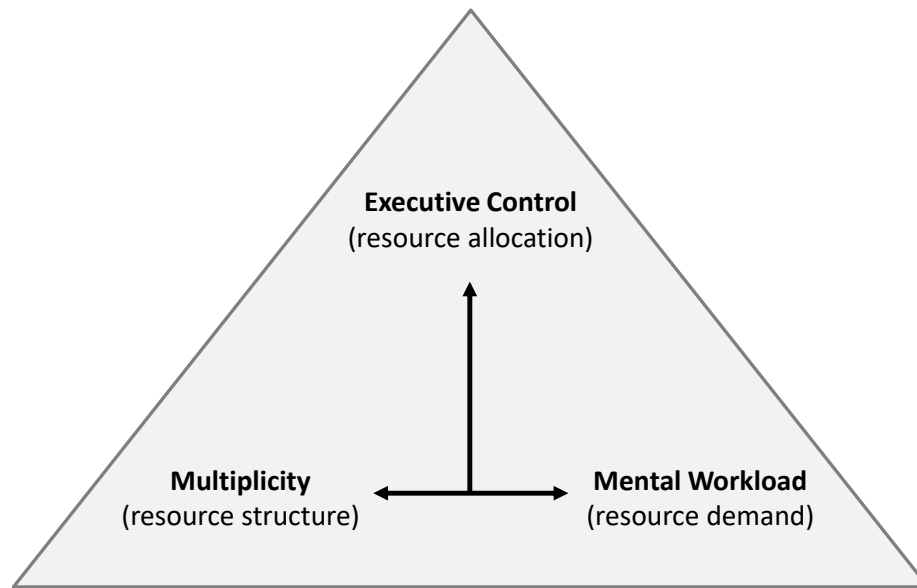 Executive Control
(resource allocation)
Multiplicity
(resource structure)
Mental Workload
(resource demand)